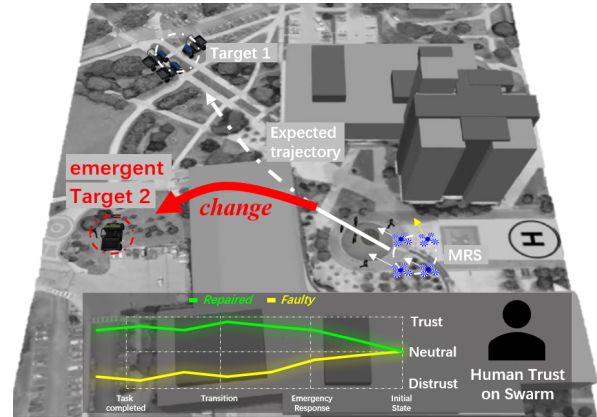 Target 1
Expected
trajectory
emergent
Target 2
change
MRS
H
Repaired
Faulty
Trust
Neutral
Distrust
Task
completed
Transition
Emergency
Response
Initial
State
Human Trust
on Swarm